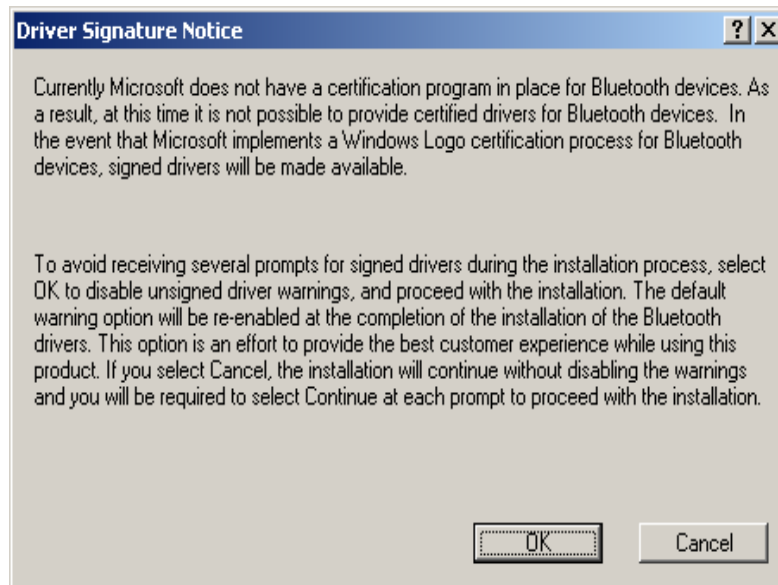 Driver Signature Notice
Currently Microsoft does not have a certification program in place for Bluetooth devices. As
a result, at this time it is not possible to provide certified drivers for Bluetooth devices.  In
the event that Microsoft implements a Windows Logo certification process for Bluetooth
devices, signed drivers will be made available.
To avoid receiving several prompts for signed drivers during the installation process, select
OK to disable unsigned driver warnings, and proceed with the installation. The default
warning option will be re-enabled at the completion of the installation of the Bluetooth
drivers. This option is an effort to provide the best customer experience while using this
product. If you select Cancel, the installation will continue without disabling the warnings
and you will be required to select Continue at each prompt to proceed with the installation.
OK
Cancel